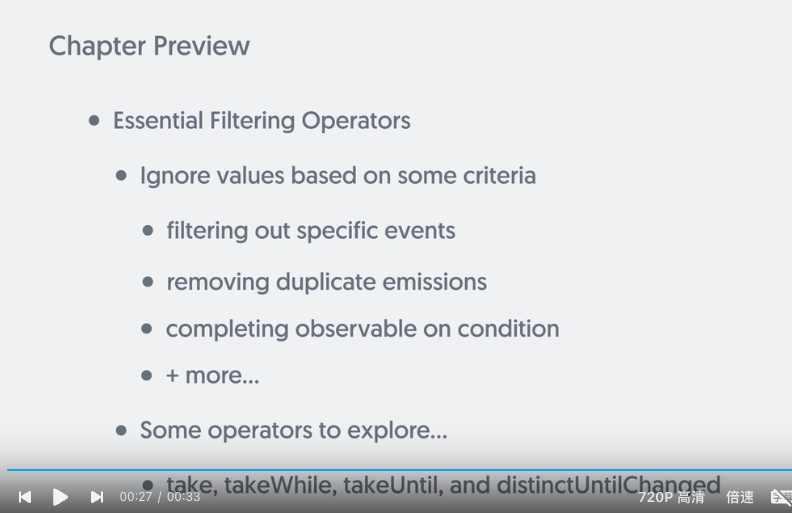 Chapter Preview
● Essential Filtering Operators
● Ignore values based on some criteria
● filtering out specific events
● removing duplicate emissions
● completing observable on condition
● + more...
● Some operators to explore...
● take, takeWhile, takeUntil, and distinctUntilChanged
00:27 / 00:33 720P 高清 倍速